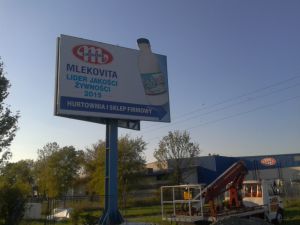 MLEKOVITA
LIDER JAKOŚCI
ŻYWNOŚCI
2015
HURTOWNIA I SKLEP FIRMOWY